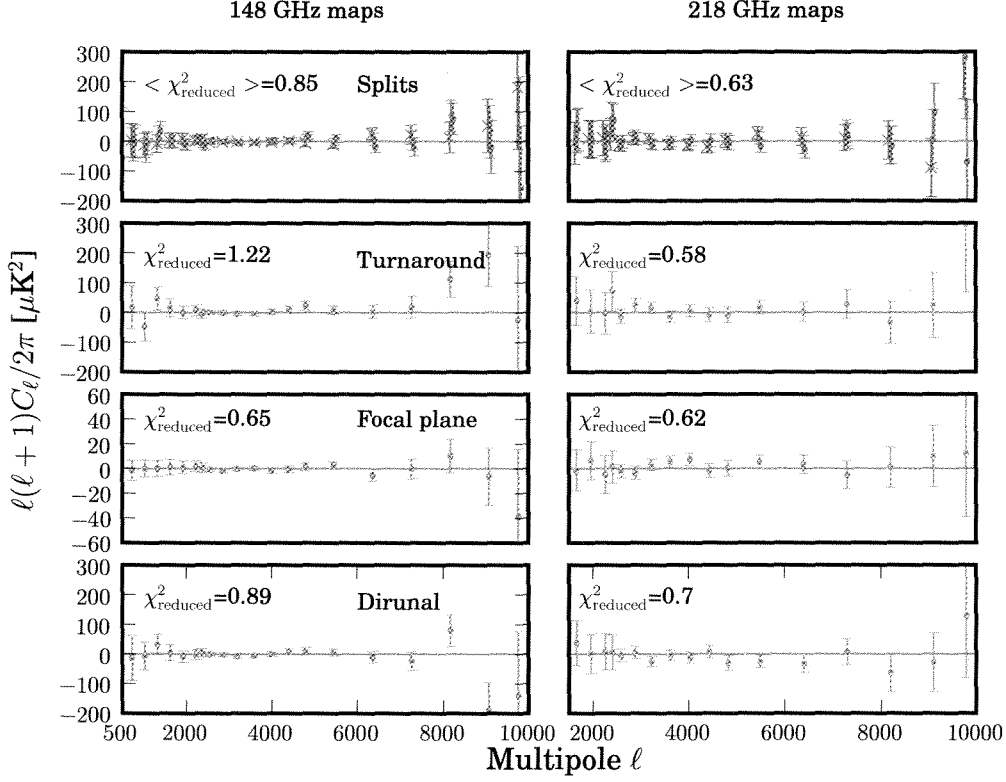 148 GHz maps 218 GHz maps
300
200
100
0
−100
−200
< χ²reduced >=0.85 Splits
< χ²reduced >=0.63
300
200
100
0
−100
−200
χ²reduced=1.22 Turnaround
χ²reduced=0.58
60
40
20
0
−20
−40
−60
χ²reduced=0.65 Focal plane
χ²reduced=0.62
300
200
100
0
−100
−200
χ²reduced=0.89 Dirunal
χ²reduced=0.7
ℓ(ℓ + 1)Cℓ/2π [μK²]
500 2000 4000 6000 8000 10000 2000 4000 6000 8000 10000
Multipole ℓ